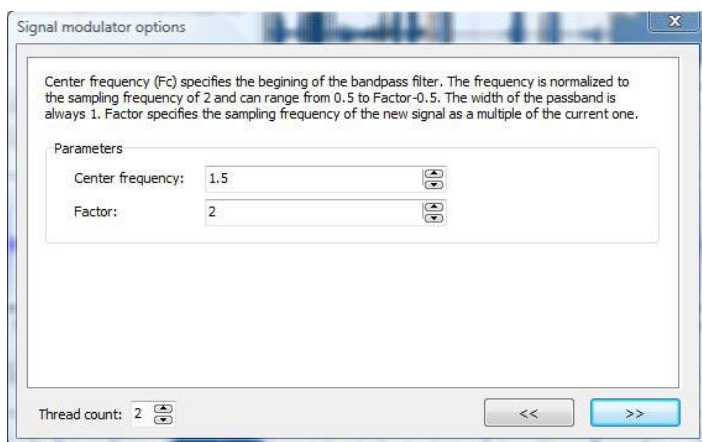 Signal modulator options
X
Center frequency (Fc) specifies the begining of the bandpass filter. The frequency is normalized to
the sampling frequency of 2 and can range from 0.5 to Factor-0.5. The width of the passband is
always 1. Factor specifies the sampling frequency of the new signal as a multiple of the current one.
Parameters
Center frequency: 1.5
Factor: 2
Thread count: 2 << >>